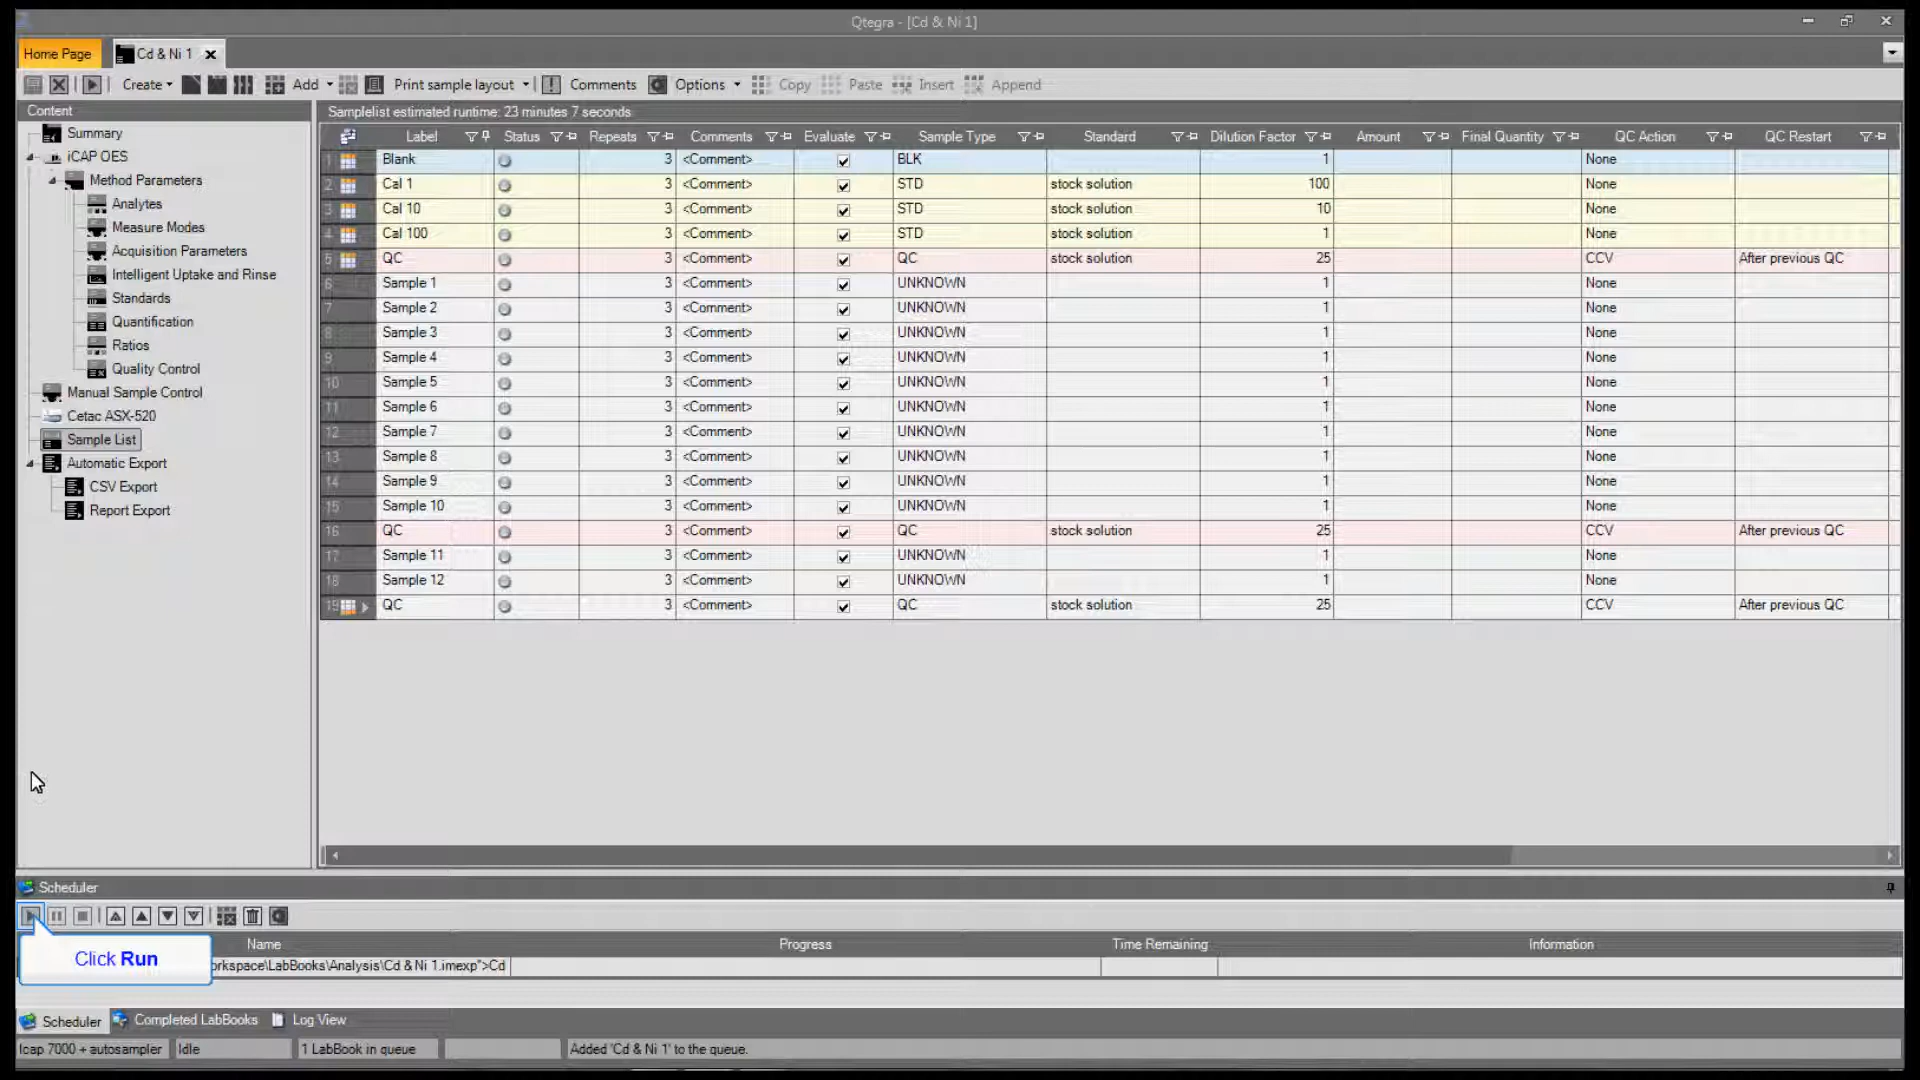 Qtegra - [Cd & Ni 1]
Home Page Cd & Ni 1
Create Add Print sample layout Comments Options Copy Paste Insert Append
Content
Summary
iCAP OES
Method Parameters
Analytes
Measure Modes
Acquisition Parameters
Intelligent Uptake and Rinse
Standards
Quantification
Ratios
Quality Control
Manual Sample Control
Cetac ASX-520
Sample List
Automatic Export
CSV Export
Report Export
Samplelist estimated runtime: 23 minutes 7 seconds
Label Status Repeats Comments Evaluate Sample Type Standard Dilution Factor Amount Final Quantity QC Action QC Restart
1 Blank 3 <Comment> BLK 1 None
2 Cal 1 3 <Comment> STD stock solution 100 None
3 Cal 10 3 <Comment> STD stock solution 10 None
4 Cal 100 3 <Comment> STD stock solution 1 None
5 QC 3 <Comment> QC stock solution 25 CCV After previous QC
6 Sample 1 3 <Comment> UNKNOWN 1 None
7 Sample 2 3 <Comment> UNKNOWN 1 None
8 Sample 3 3 <Comment> UNKNOWN 1 None
9 Sample 4 3 <Comment> UNKNOWN 1 None
10 Sample 5 3 <Comment> UNKNOWN 1 None
11 Sample 6 3 <Comment> UNKNOWN 1 None
12 Sample 7 3 <Comment> UNKNOWN 1 None
13 Sample 8 3 <Comment> UNKNOWN 1 None
14 Sample 9 3 <Comment> UNKNOWN 1 None
15 Sample 10 3 <Comment> UNKNOWN 1 None
16 QC 3 <Comment> QC stock solution 25 CCV After previous QC
17 Sample 11 3 <Comment> UNKNOWN 1 None
18 Sample 12 3 <Comment> UNKNOWN 1 None
19 QC 3 <Comment> QC stock solution 25 CCV After previous QC
Scheduler
Name Progress Time Remaining Information
Click Run
orkspace\LabBooks\Analysis\Cd & Ni 1.imexp">Cd
Scheduler Completed LabBooks Log View
Icap 7000 + autosampler Idle 1 LabBook in queue Added 'Cd & Ni 1' to the queue.